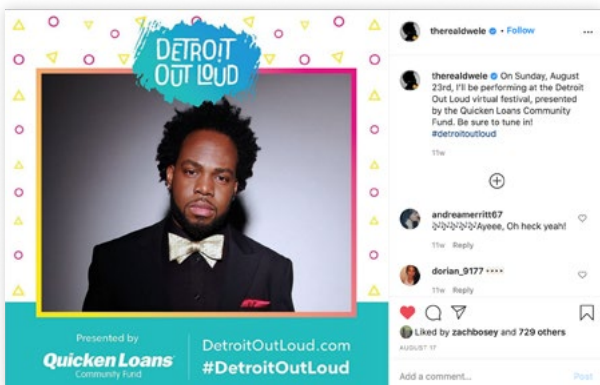 DETROIT
OUT LOUD
Presented by
Quicken Loans
Community Fund
DetroitOutLoud.com
#DetroitOutLoud
therealdwele • Follow
therealdwele On Sunday, August
23rd, I'll be performing at the Detroit
Out Loud virtual festival, presented
by the Quicken Loans Community
Fund. Be sure to tune in!
#detroitoutloud
11w
andreamerritt67
Ayeee, Oh heck yeah!
11w Reply
dorian_9177
11w Reply
Liked by zachbosey and 729 others
AUGUST 17
Add a comment...
Post